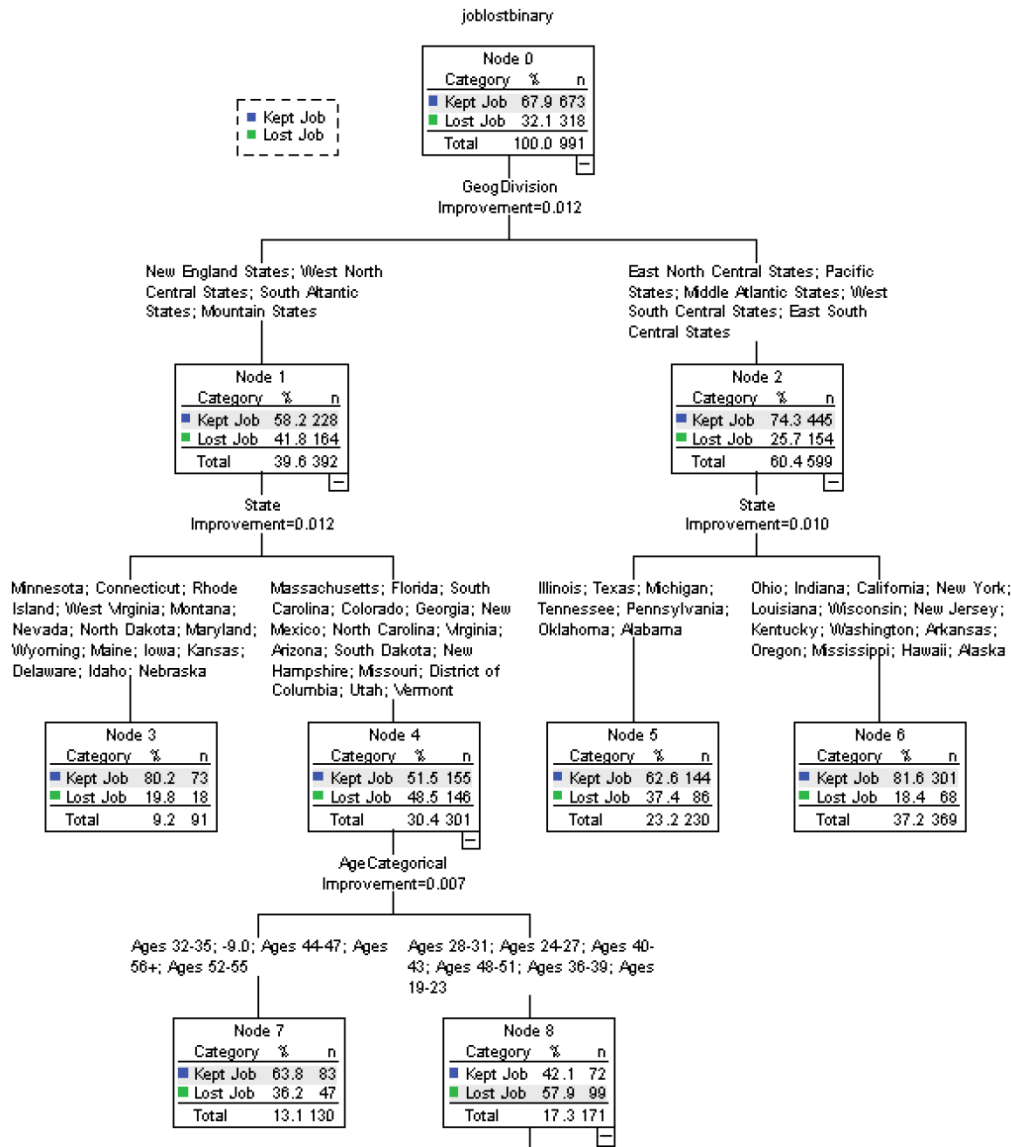 joblostbinary
Node 0
Category % n
Kept Job 67.9 673
Lost Job 32.1 318
Total 100.0 991
Kept Job
Lost Job
GeogDivision
Improvement=0.012
New England States; West North
Central States; South Atlantic
States; Mountain States
East North Central States; Pacific
States; Middle Atlantic States; West
South Central States; East South
Central States
Node 1
Category % n
Kept Job 58.2 228
Lost Job 41.8 164
Total 39.6 392
Node 2
Category % n
Kept Job 74.3 445
Lost Job 25.7 154
Total 60.4 599
State
Improvement=0.012
State
Improvement=0.010
Minnesota; Connecticut; Rhode
Island; West Virginia; Montana;
Nevada; North Dakota; Maryland;
Wyoming; Maine; Iowa; Kansas;
Delaware; Idaho; Nebraska
Massachusetts; Florida; South
Carolina; Colorado; Georgia; New
Mexico; North Carolina; Virginia;
Arizona; South Dakota; New
Hampshire; Missouri; District of
Columbia; Utah; Vermont
Illinois; Texas; Michigan;
Tennessee; Pennsylvania;
Oklahoma; Alabama
Ohio; Indiana; California; New York;
Louisiana; Wisconsin; New Jersey;
Kentucky; Washington; Arkansas;
Oregon; Mississippi; Hawaii; Alaska
Node 3
Category % n
Kept Job 80.2 73
Lost Job 19.8 18
Total 9.2 91
Node 4
Category % n
Kept Job 51.5 155
Lost Job 48.5 146
Total 30.4 301
Node 5
Category % n
Kept Job 62.6 144
Lost Job 37.4 86
Total 23.2 230
Node 6
Category % n
Kept Job 81.6 301
Lost Job 18.4 68
Total 37.2 369
AgeCategorical
Improvement=0.007
Ages 32-35; -9.0; Ages 44-47; Ages
56+; Ages 52-55
Ages 28-31; Ages 24-27; Ages 40-
43; Ages 48-51; Ages 36-39; Ages
19-23
Node 7
Category % n
Kept Job 63.8 83
Lost Job 36.2 47
Total 13.1 130
Node 8
Category % n
Kept Job 42.1 72
Lost Job 57.9 99
Total 17.3 171